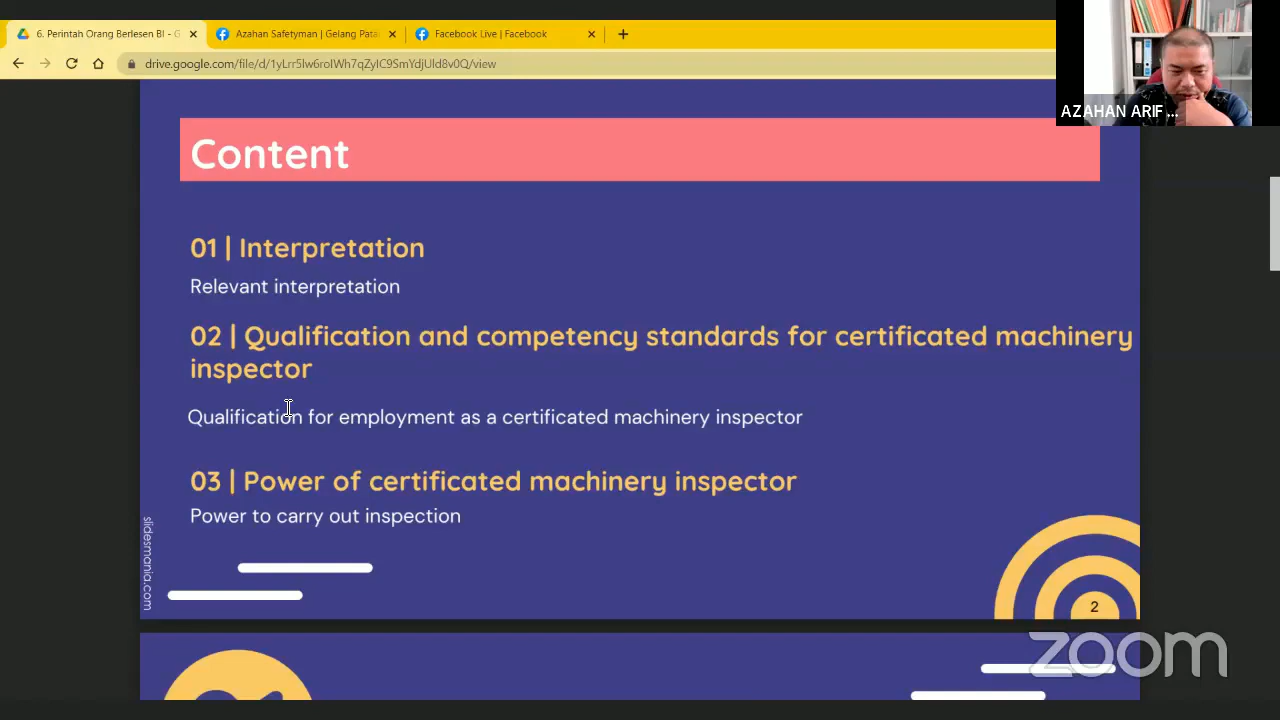 6. Perintah Orang Berlesen BI - G
Azahan Safetyman | Gelang Pata
Facebook Live | Facebook
drive.google.com/file/d/1yLrr5lw6roIWh7qZyIC9SmYdjUld8v0Q/view
AZAHAN ARIF ...
Content
01 | Interpretation
Relevant interpretation
02 | Qualification and competency standards for certificated machinery
inspector
Qualification for employment as a certificated machinery inspector
03 | Power of certificated machinery inspector
Power to carry out inspection
slidesmania.com
2
zoom